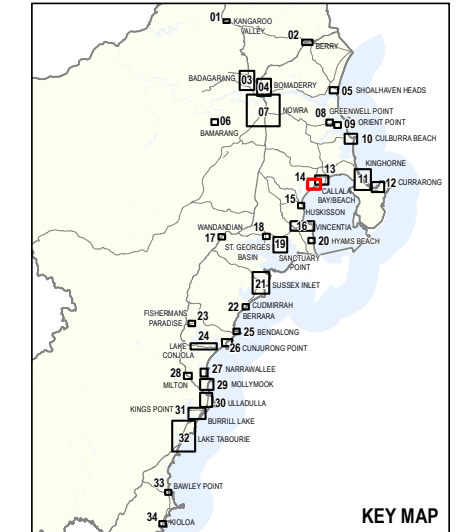 01
KANGAROO
VALLEY
02
BERRY
BADAGARANG
03
04
BOMADERRY
05 SHOALHAVEN HEADS
07
NOWRA
06
BAMARANG
GREENWELL POINT
08
09 ORIENT POINT
10 CULBURRA BEACH
KINGHORNE
11
12 CURRARONG
13
14
CALLALA
BAY/BEACH
15
HUSKISSON
16
VINCENTIA
WANDANDIAN
17
18
ST. GEORGES
BASIN
19
20 HYAMS BEACH
SANCTUARY
POINT
21
SUSSEX INLET
22
CUDMIRRAH
BERRARA
FISHERMANS
PARADISE
23
24
LAKE
CONJOLA
25 BENDALONG
26 CUNJURONG POINT
27 NARRAWALLEE
28
MILTON
29 MOLLYMOOK
30 ULLADULLA
KINGS POINT 31
BURRILL LAKE
32 LAKE TABOURIE
33 BAWLEY POINT
34 KIOLOA
KEY MAP